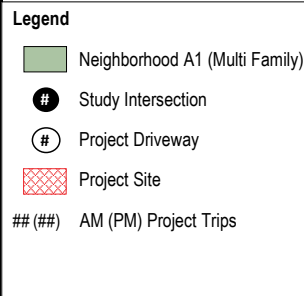 Legend
Neighborhood A1 (Multi Family)
# Study Intersection
# Project Driveway
Project Site
## (##) AM (PM) Project Trips